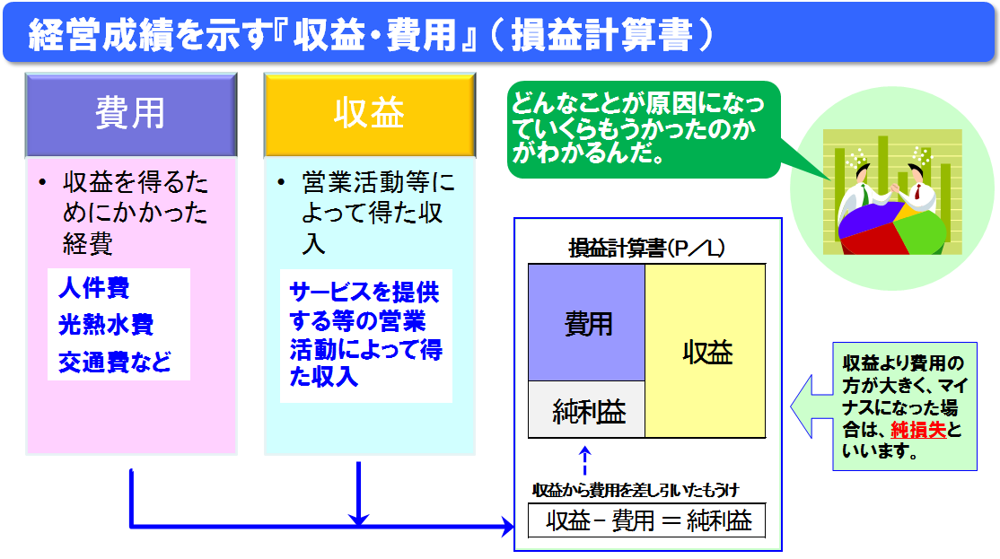 経営成績を示す『収益・費用』（損益計算書）
費用
・ 収益を得るた
めにかかった
経費
人件費
光熱水費
交通費など
収益
・ 営業活動等に
よって得た収
入
サービスを提供
する等の営業
活動によって得
た収入
どんなことが原因になっ
ていくらもうかったのか
がわかるんだ。
損益計算書（P／L）
費用
収益
純利益
収益から費用を差し引いたもうけ
収益－費用＝純利益
収益より費用の
方が大きく、マイ
ナスになった場
合は、純損失と
いいます。